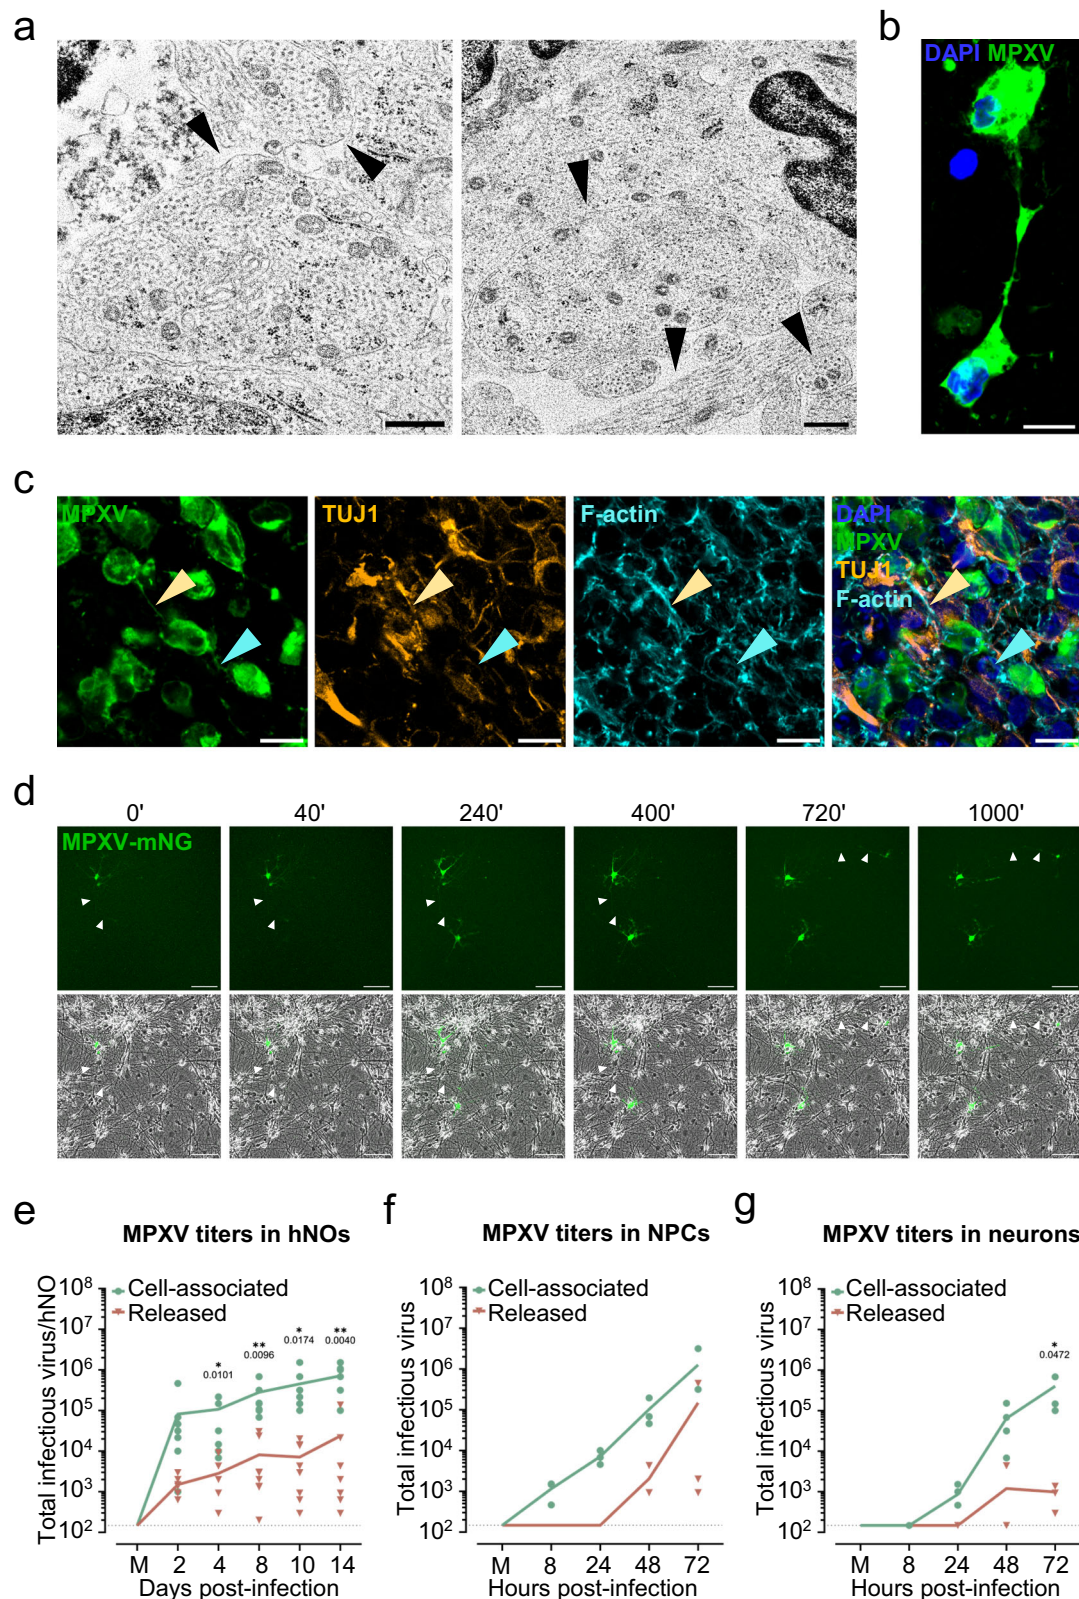 a
b
DAPI MPXV
c
MPXV
TUJ1
F-actin
DAPI
MPXV
TUJ1
F-actin
d
0' 40' 240' 400' 720' 1000'
MPXV-mNG
e
MPXV titers in hNOs
Total infectious virus/hNO
10⁸
10⁷
10⁶
10⁵
10⁴
10³
10²
Cell-associated
Released
*
0.0101
**
0.0096
*
0.0174
**
0.0040
M 2 4 8 10 14
Days post-infection
f
MPXV titers in NPCs
Total infectious virus
10⁸
10⁷
10⁶
10⁵
10⁴
10³
10²
Cell-associated
Released
M 8 24 48 72
Hours post-infection
g
MPXV titers in neurons
Total infectious virus
10⁸
10⁷
10⁶
10⁵
10⁴
10³
10²
Cell-associated
Released
*
0.0472
M 8 24 48 72
Hours post-infection